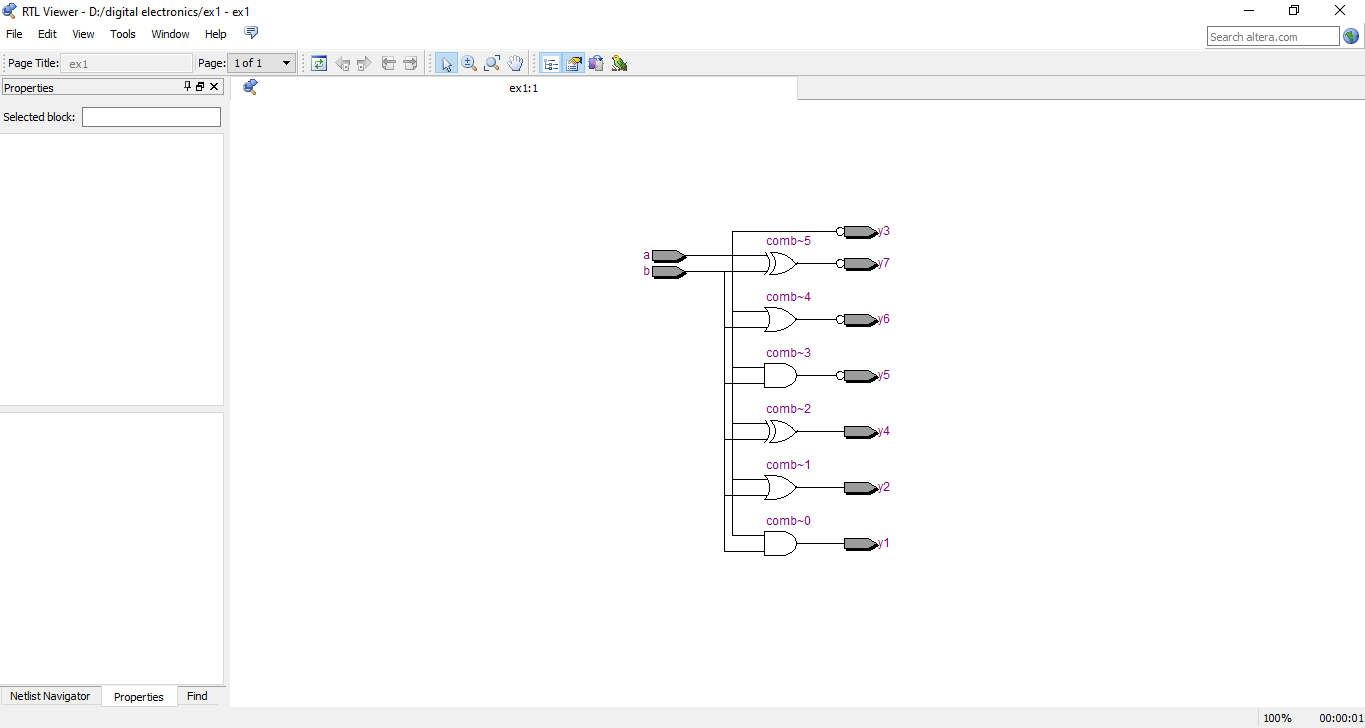 RTL Viewer - D:/digital electronics/ex1 - ex1
File Edit View Tools Window Help
Search altera.com
Page Title: ex1 Page: 1 of 1
Properties
ex1:1
Selected block:
y3
comb~5
a
y7
b
comb~4
y6
comb~3
y5
comb~2
y4
comb~1
y2
comb~0
y1
Netlist Navigator Properties Find
100% 00:00:01